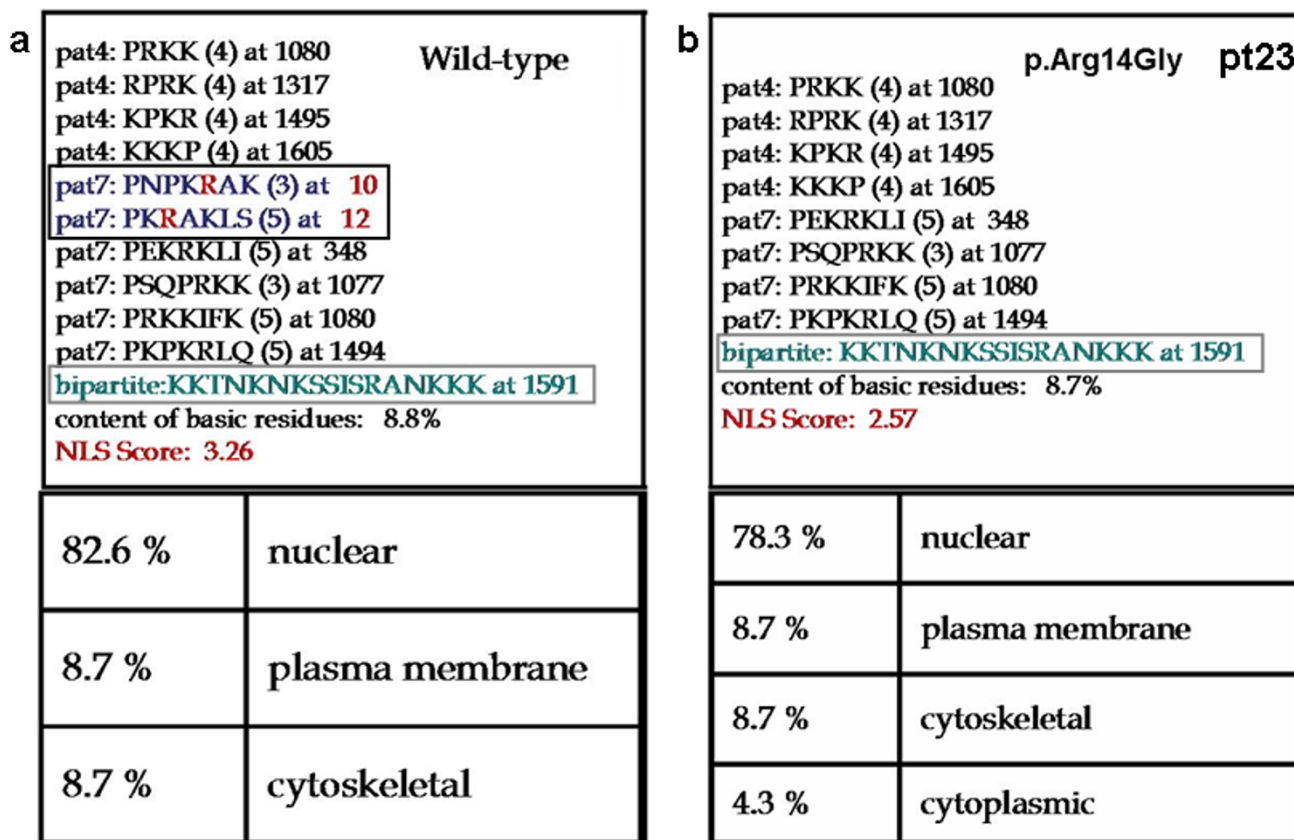 a
Wild-type
pat4: PRKK (4) at 1080
pat4: RPRK (4) at 1317
pat4: KPKR (4) at 1495
pat4: KKKP (4) at 1605
pat7: PNPKRAK (3) at 10
pat7: PKRAKLS (5) at 12
pat7: PEKRKLI (5) at 348
pat7: PSQPRKK (3) at 1077
pat7: PRKKIFK (5) at 1080
pat7: PKPKRLQ (5) at 1494
bipartite:KKTNKNKSSISRANKKK at 1591
content of basic residues: 8.8%
NLS Score: 3.26
82.6 % nuclear
8.7 % plasma membrane
8.7 % cytoskeletal
b
p.Arg14Gly pt23
pat4: PRKK (4) at 1080
pat4: RPRK (4) at 1317
pat4: KPKR (4) at 1495
pat4: KKKP (4) at 1605
pat7: PEKRKLI (5) at 348
pat7: PSQPRKK (3) at 1077
pat7: PRKKIFK (5) at 1080
pat7: PKPKRLQ (5) at 1494
bipartite: KKTNKNKSSISRANKKK at 1591
content of basic residues: 8.7%
NLS Score: 2.57
78.3 % nuclear
8.7 % plasma membrane
8.7 % cytoskeletal
4.3 % cytoplasmic